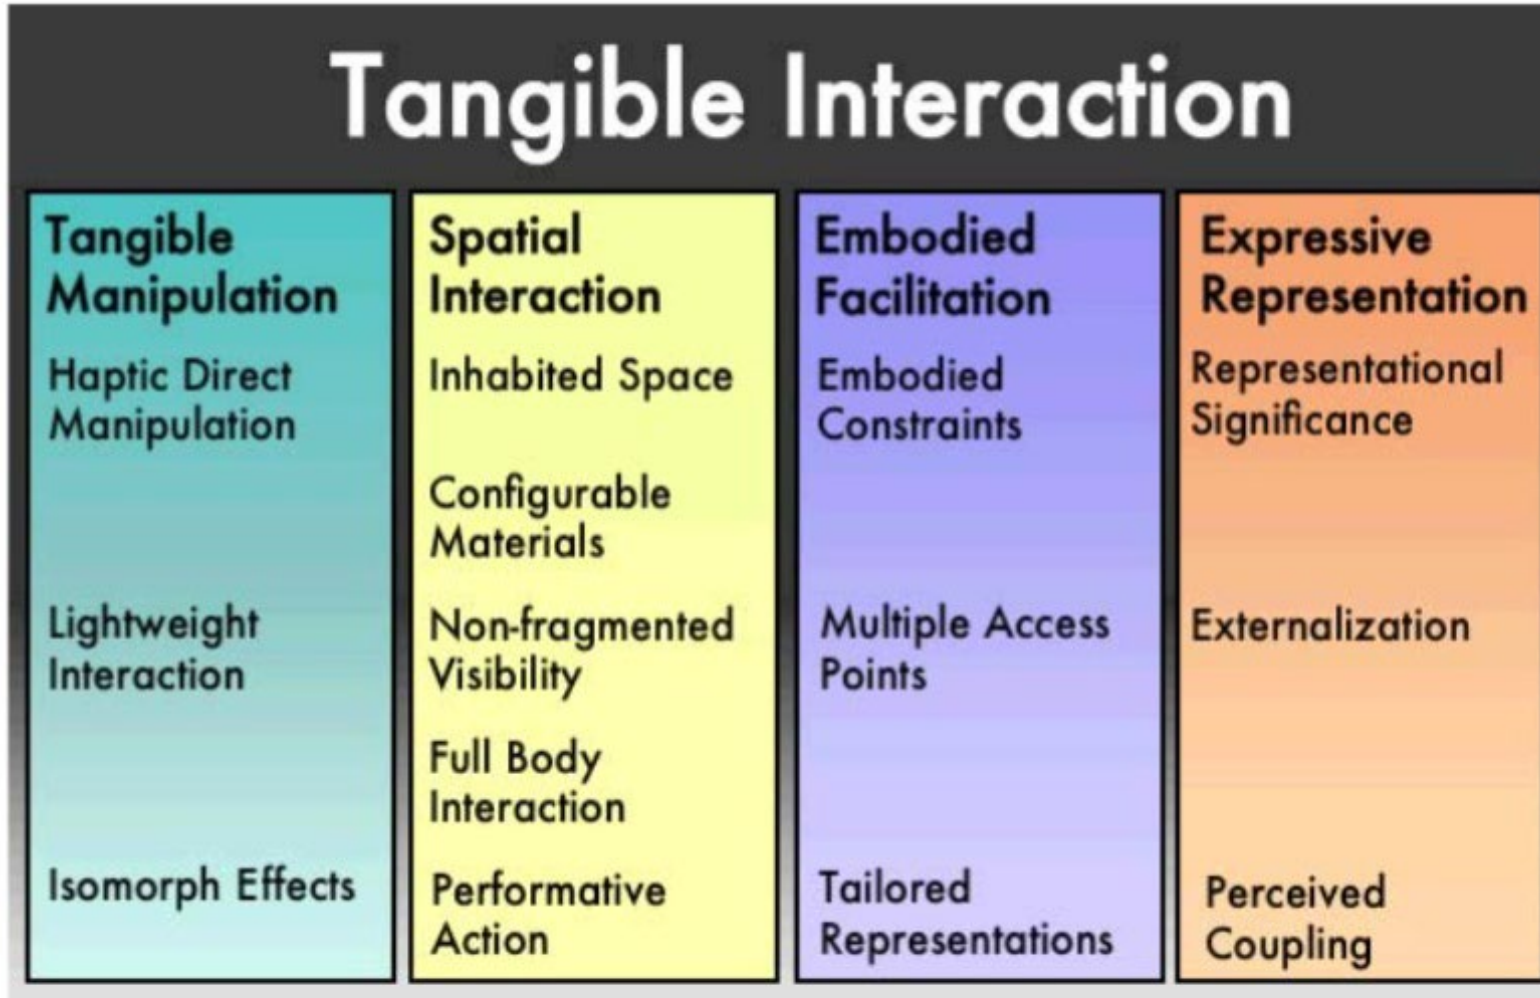 Tangible Interaction
Tangible
Manipulation
Haptic Direct
Manipulation
Lightweight
Interaction
Isomorph Effects
Spatial
Interaction
Inhabited Space
Configurable
Materials
Non-fragmented
Visibility
Full Body
Interaction
Performative
Action
Embodied
Facilitation
Embodied
Constraints
Multiple Access
Points
Tailored
Representations
Expressive
Representation
Representational
Significance
Externalization
Perceived
Coupling